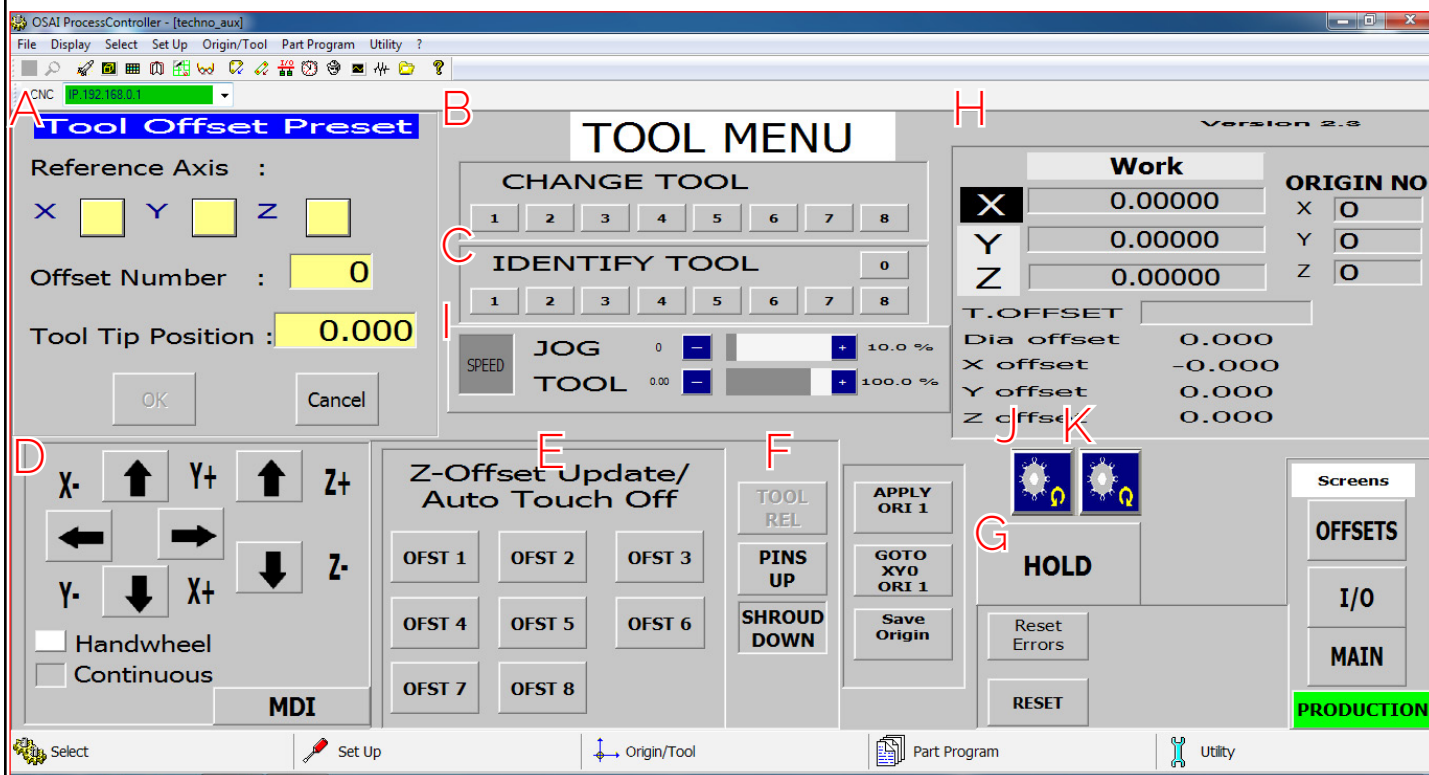 OSAI ProcessController - [techno_aux]
File Display Select Set Up Origin/Tool Part Program Utility ?
CNC IP.192.168.0.1
A
Tool Offset Preset
Reference Axis :
X Y Z
Offset Number : 0
Tool Tip Position : 0.000
OK Cancel
B
TOOL MENU
CHANGE TOOL
1 2 3 4 5 6 7 8
C
IDENTIFY TOOL 0
1 2 3 4 5 6 7 8
I
SPEED
JOG 0 − + 10.0 %
TOOL 0.00 − + 100.0 %
H
Version 2.3
Work
ORIGIN NO
X 0.00000 X 0
Y 0.00000 Y 0
Z 0.00000 Z 0
T.OFFSET
Dia offset 0.000
X offset -0.000
Y offset 0.000
Z offset 0.000
D
X- Y+ Z+
Y- X+ Z-
Handwheel
Continuous
MDI
E
Z-Offset Update/
Auto Touch Off
OFST 1 OFST 2 OFST 3
OFST 4 OFST 5 OFST 6
OFST 7 OFST 8
F
TOOL
REL
PINS
UP
SHROUD
DOWN
APPLY
ORI 1
GOTO
XY0
ORI 1
Save
Origin
J K
G
HOLD
Reset
Errors
RESET
Screens
OFFSETS
I/O
MAIN
PRODUCTION
Select Set Up Origin/Tool Part Program Utility